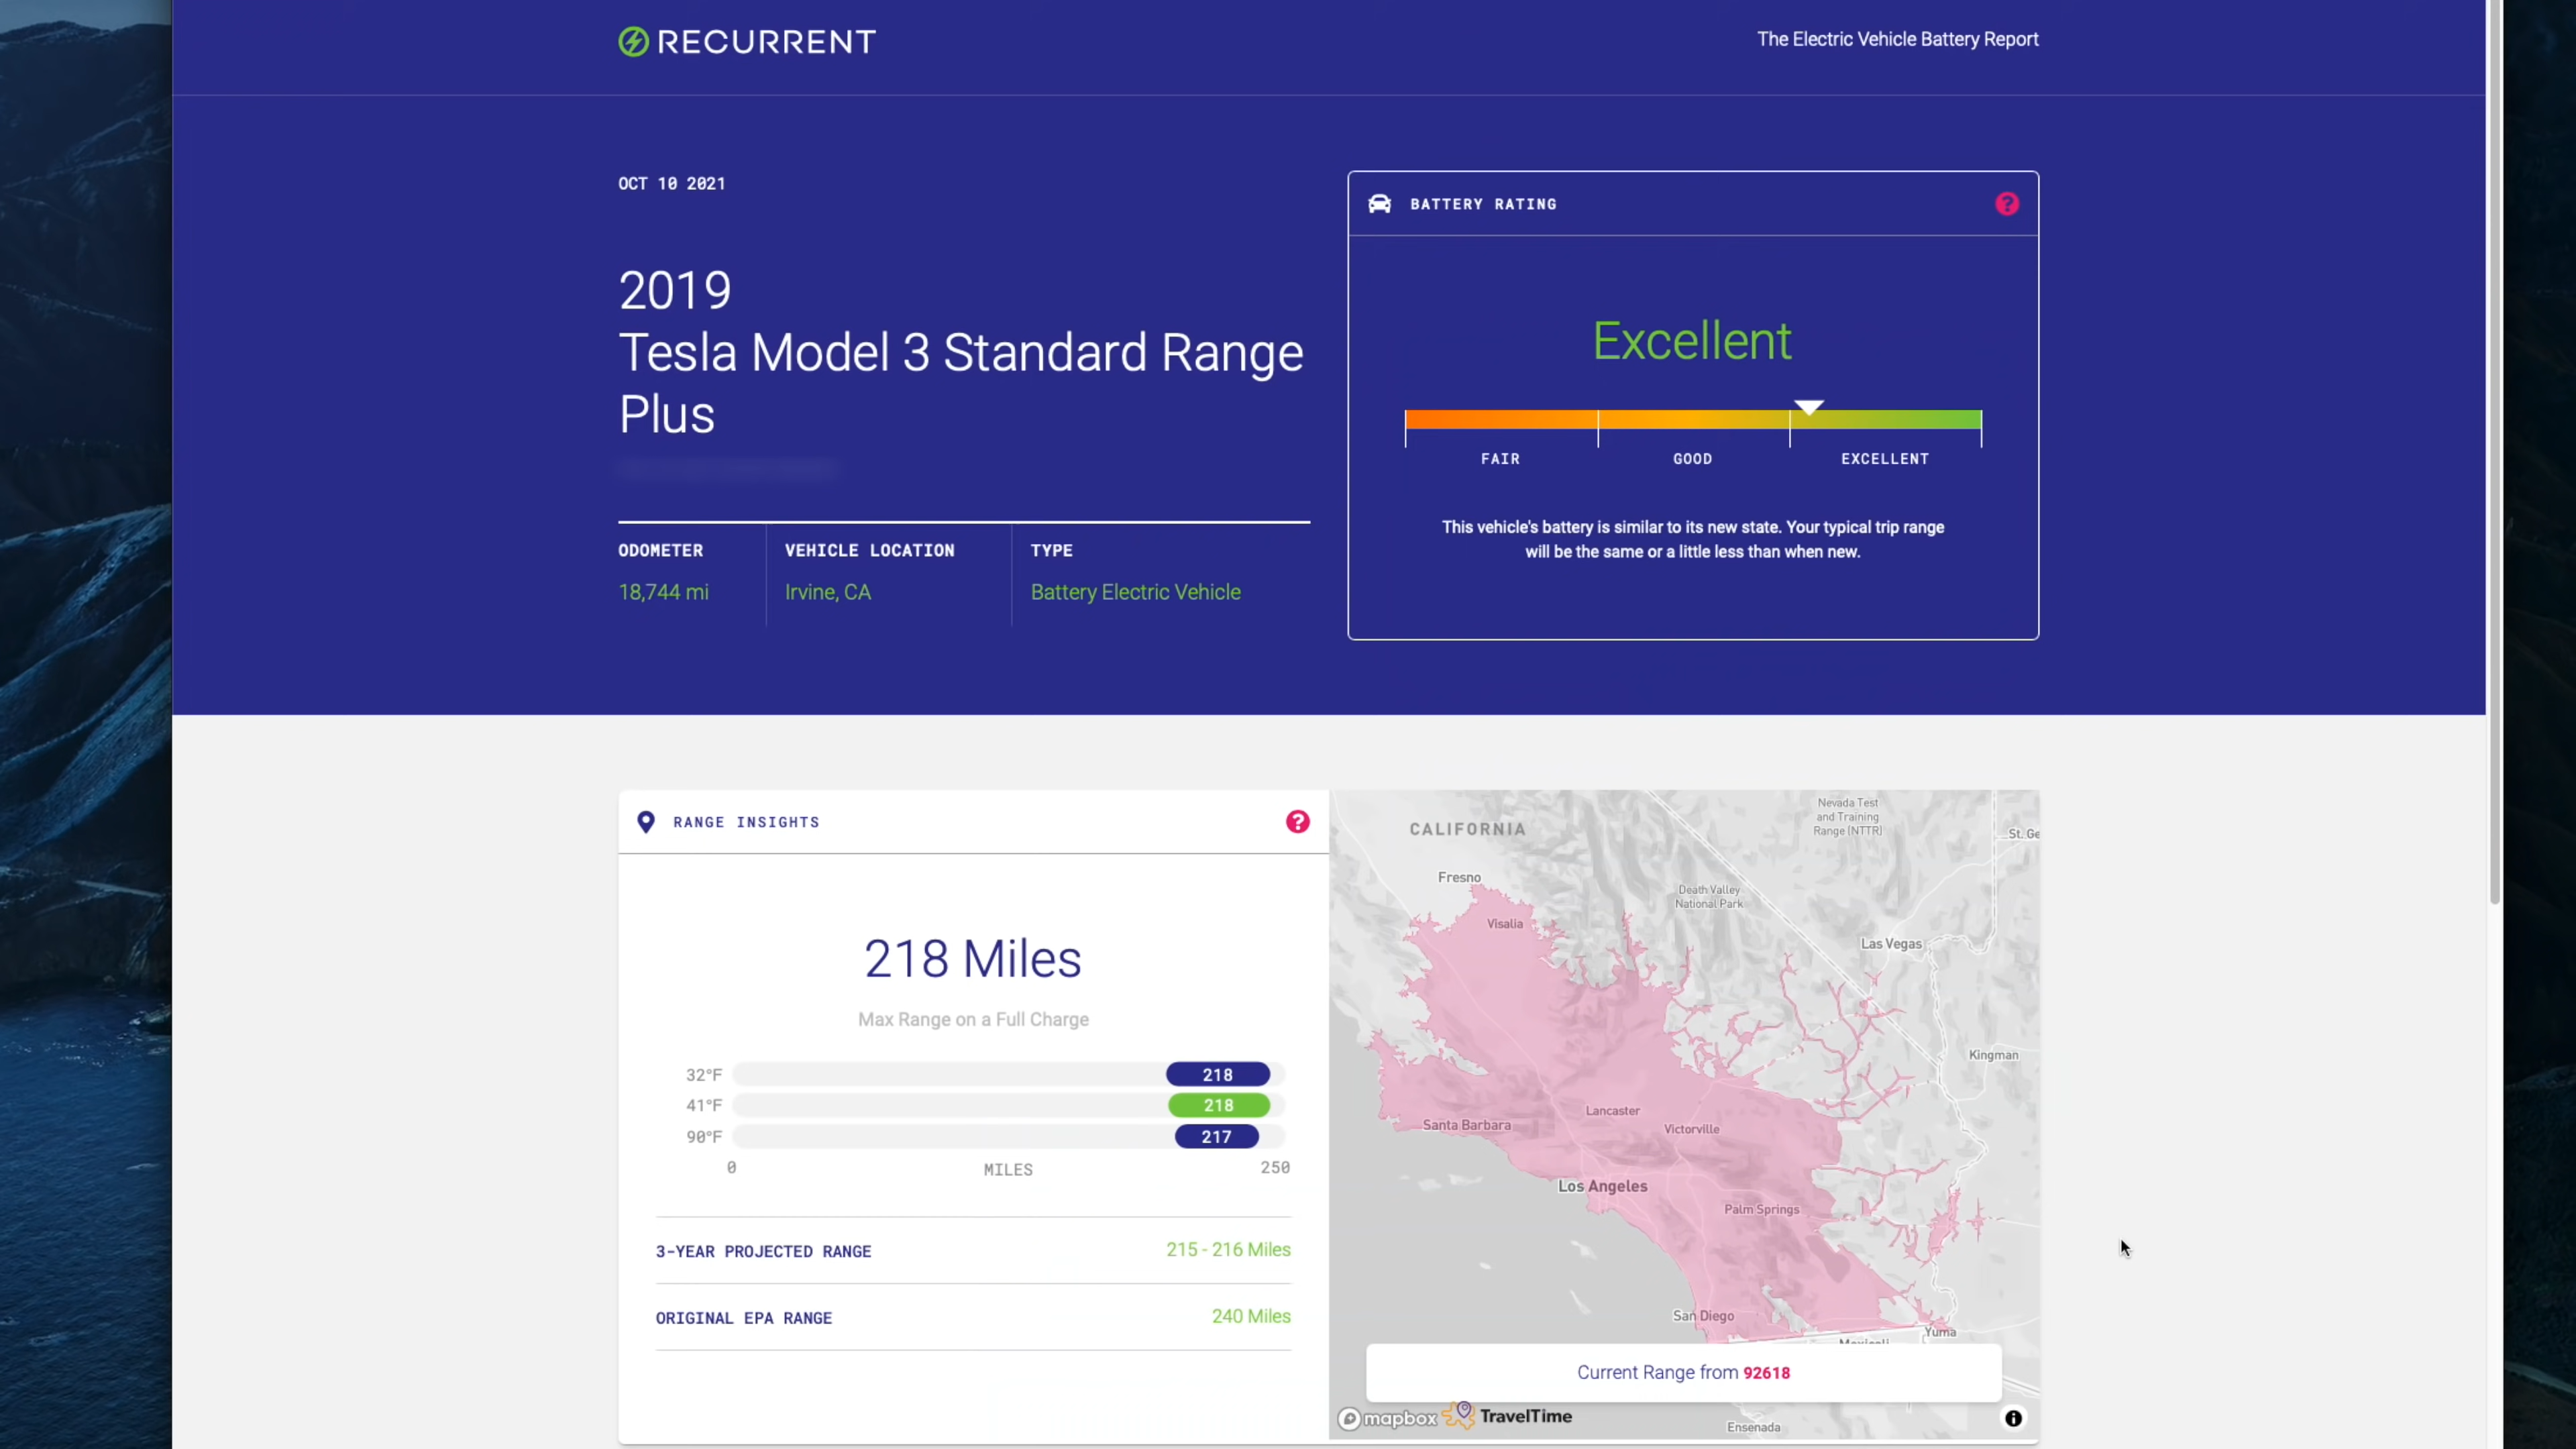 RECURRENT
The Electric Vehicle Battery Report
OCT 10 2021
2019
Tesla Model 3 Standard Range
Plus
ODOMETER
18,744 mi
VEHICLE LOCATION
Irvine, CA
TYPE
Battery Electric Vehicle
BATTERY RATING
?
Excellent
FAIR
GOOD
EXCELLENT
This vehicle's battery is similar to its new state. Your typical trip range
will be the same or a little less than when new.
RANGE INSIGHTS
?
218 Miles
Max Range on a Full Charge
32°F 218
41°F 218
90°F 217
0 MILES 250
3-YEAR PROJECTED RANGE 215 - 216 Miles
ORIGINAL EPA RANGE 240 Miles
Nevada Test
and Training
Range (NTTR)
CALIFORNIA
St. Ge
Fresno
Death Valley
National Park
Visalia
Las Vegas
Kingman
Lancaster
Santa Barbara
Victorville
Los Angeles
Palm Springs
San Diego
Yuma
Current Range from 92618
mapbox
TravelTime
Ensenada